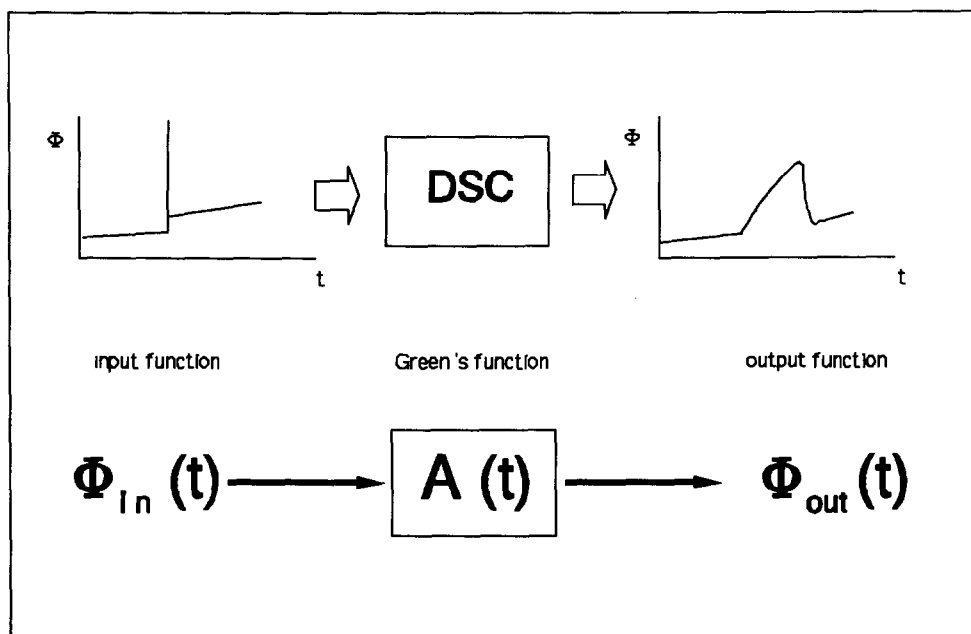 Φ
DSC
Φ
t
t
input function
Green's function
output function
Φin (t)
A (t)
Φout (t)